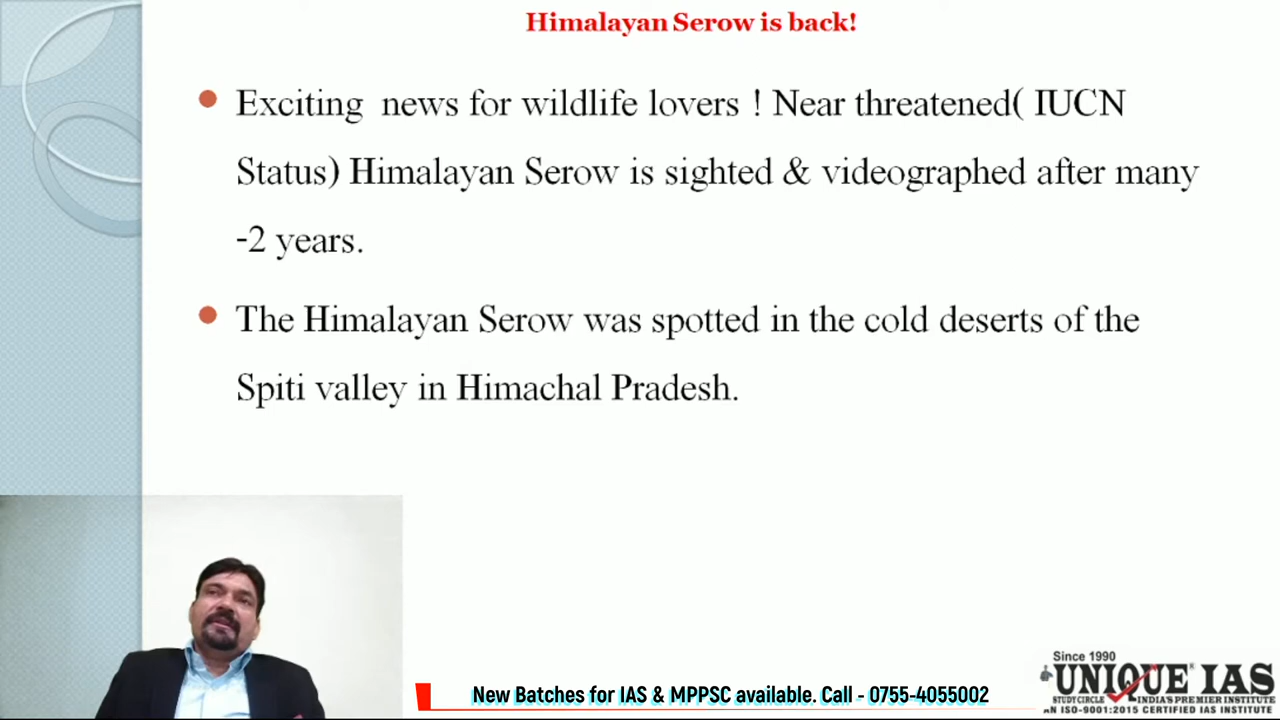 Himalayan Serow is back!
Exciting news for wildlife lovers ! Near threatened( IUCN
Status) Himalayan Serow is sighted & videographed after many
-2 years.
The Himalayan Serow was spotted in the cold deserts of the
Spiti valley in Himachal Pradesh.
Since 1990
UNIQUE IAS
STUDY CIRCLE INDIA'S PREMIER INSTITUTE
AN ISO-9001:2015 CERTIFIED IAS INSTITUTE
New Batches for IAS & MPPSC available. Call - 0755-4055002